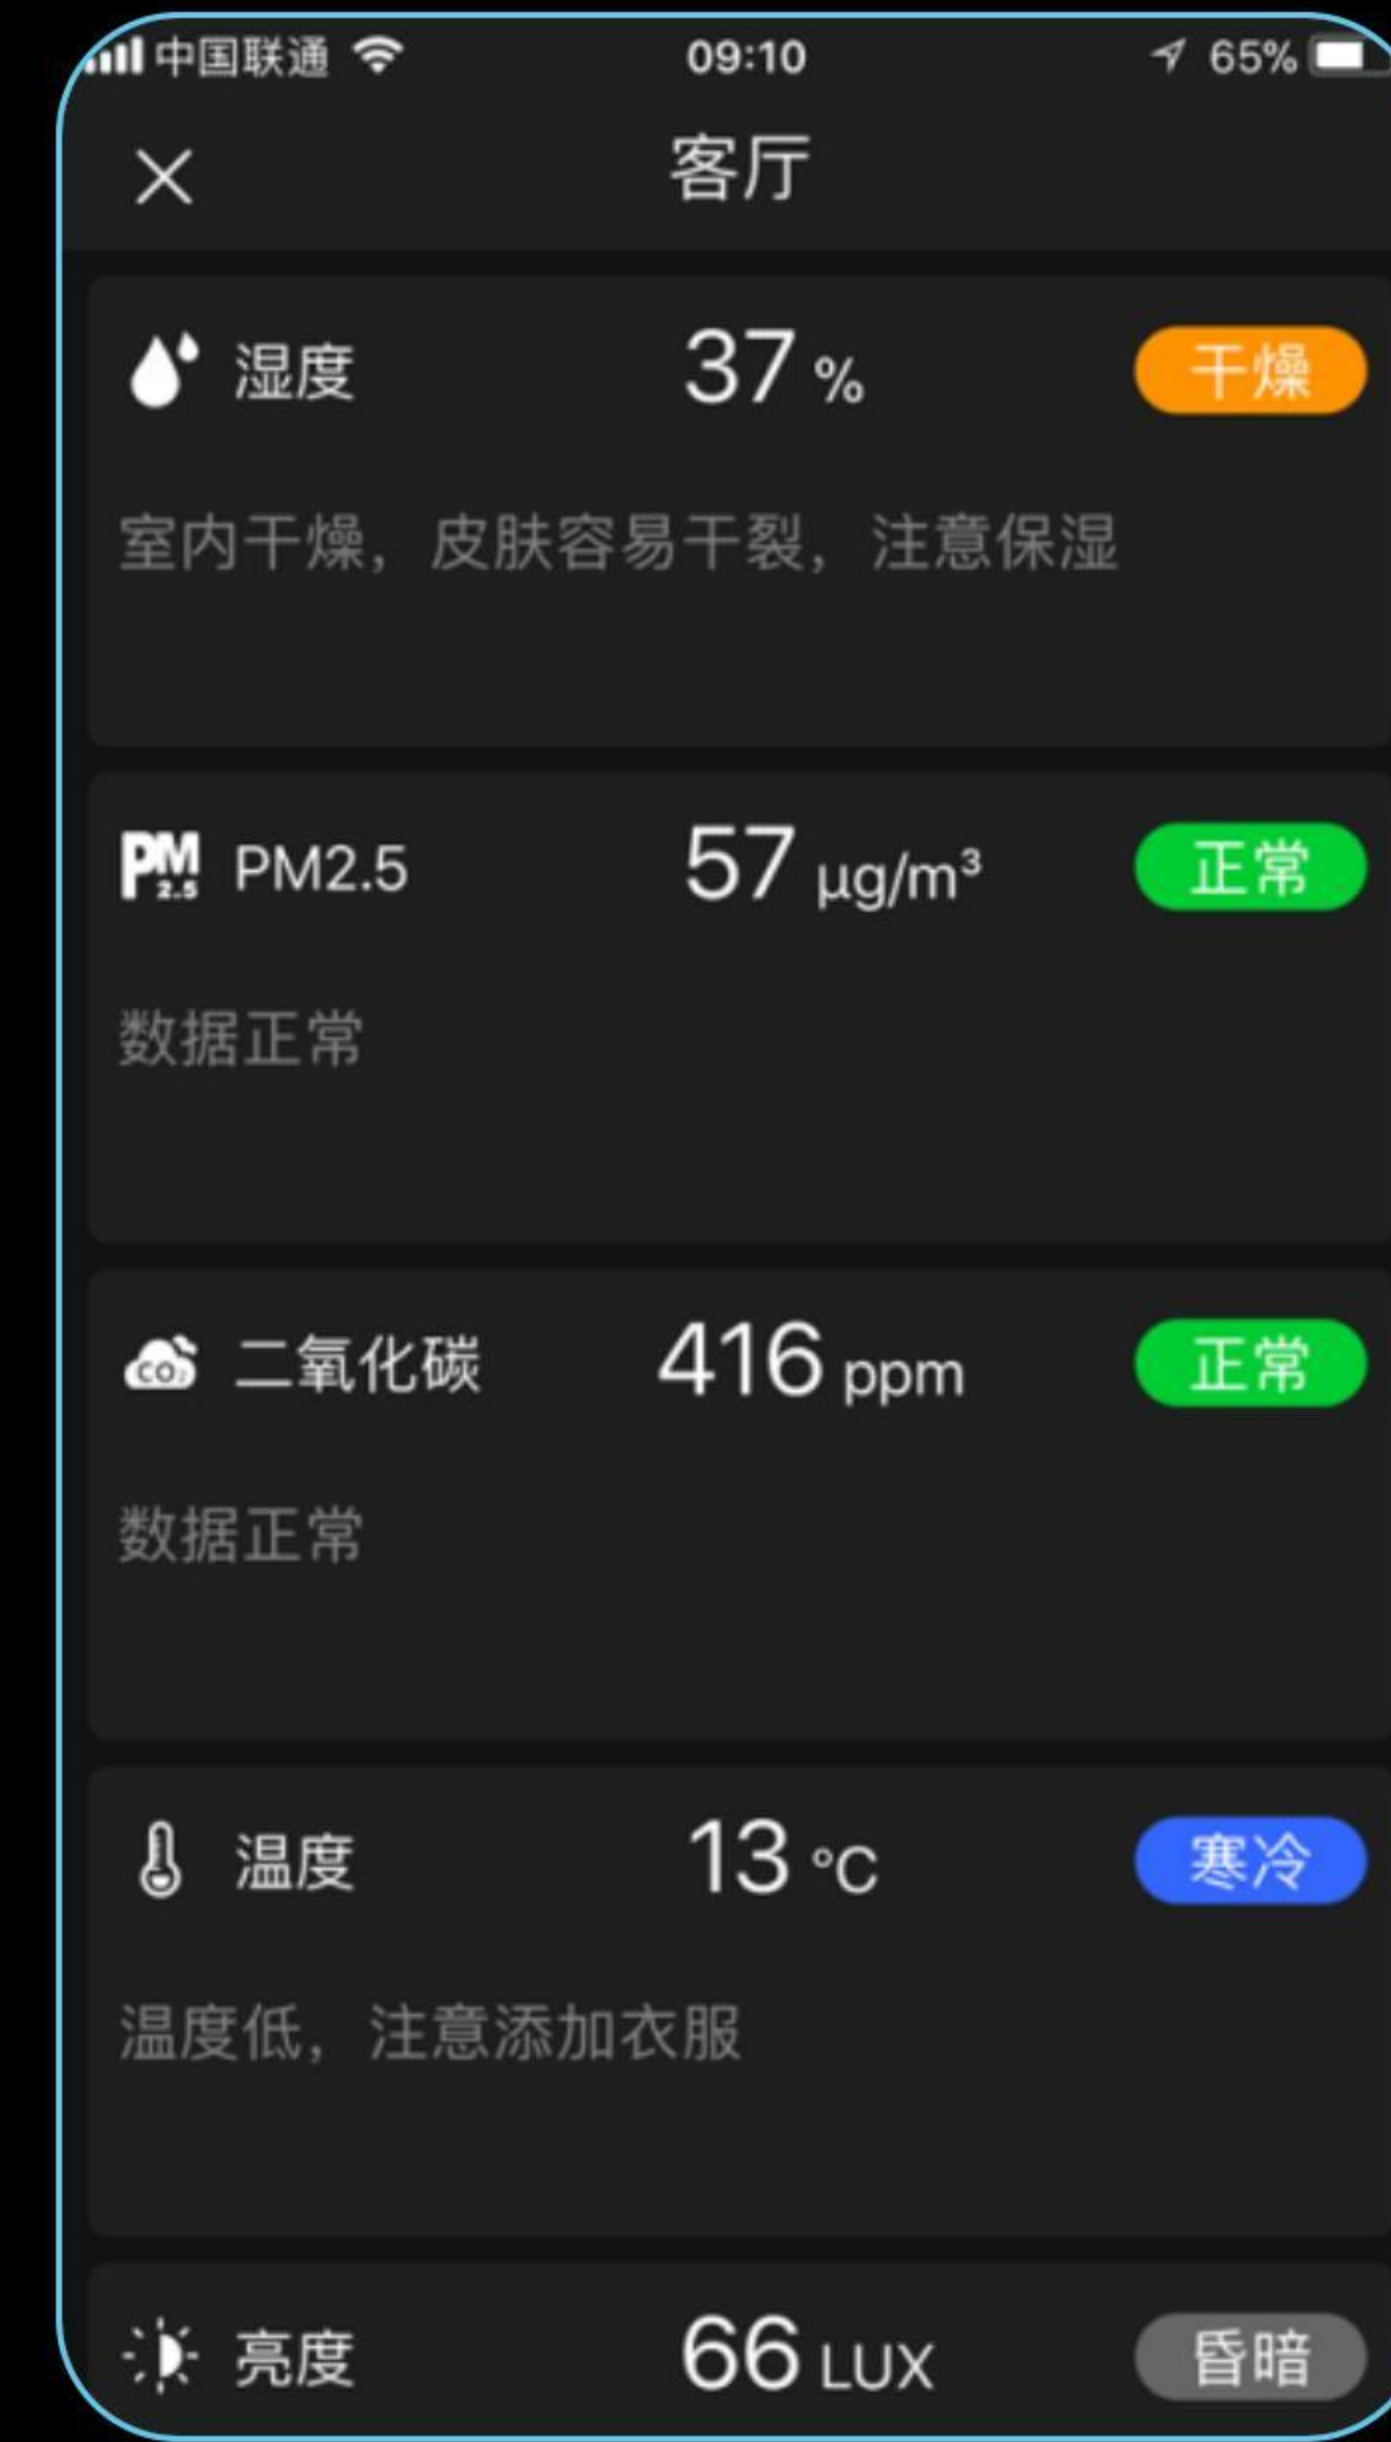 中国联通 09:10 65%
客厅
湿度 37 % 干燥
室内干燥，皮肤容易干裂，注意保湿
PM2.5 PM2.5 57 μg/m³ 正常
数据正常
CO₂ 二氧化碳 416 ppm 正常
数据正常
温度 13 °C 寒冷
温度低，注意添加衣服
亮度 66 LUX 昏暗